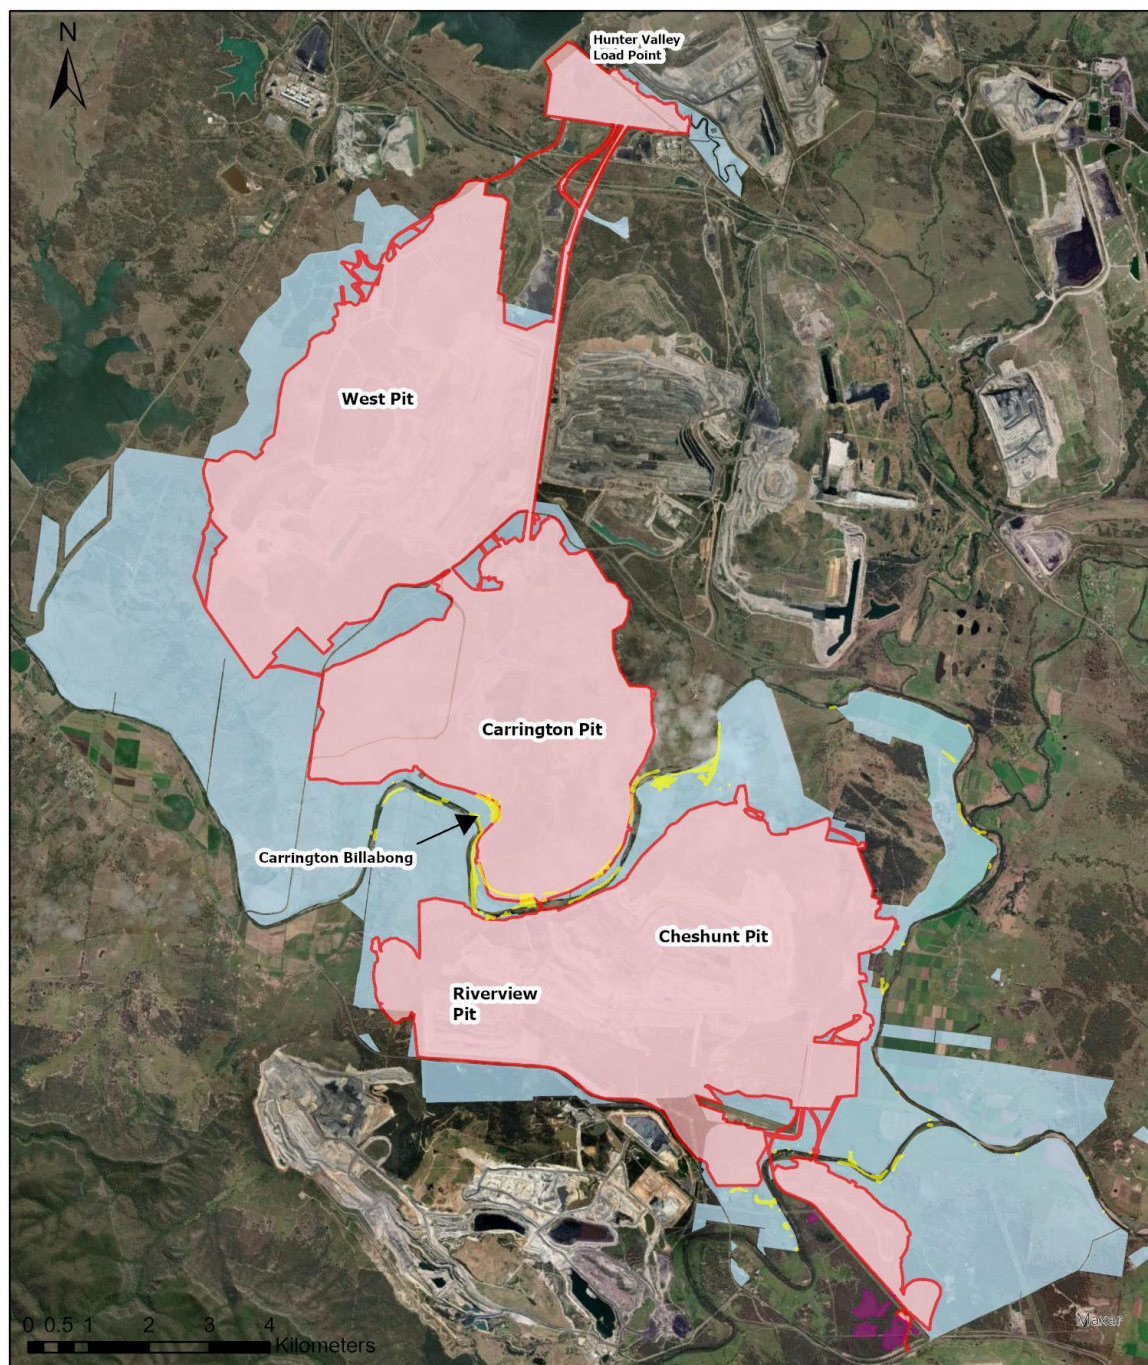 N
Hunter Valley
Load Point
West Pit
Carrington Pit
Carrington Billabong
Cheshunt Pit
Riverview
Pit
0 0.5 1 2 3 4
Kilometers
Maxar